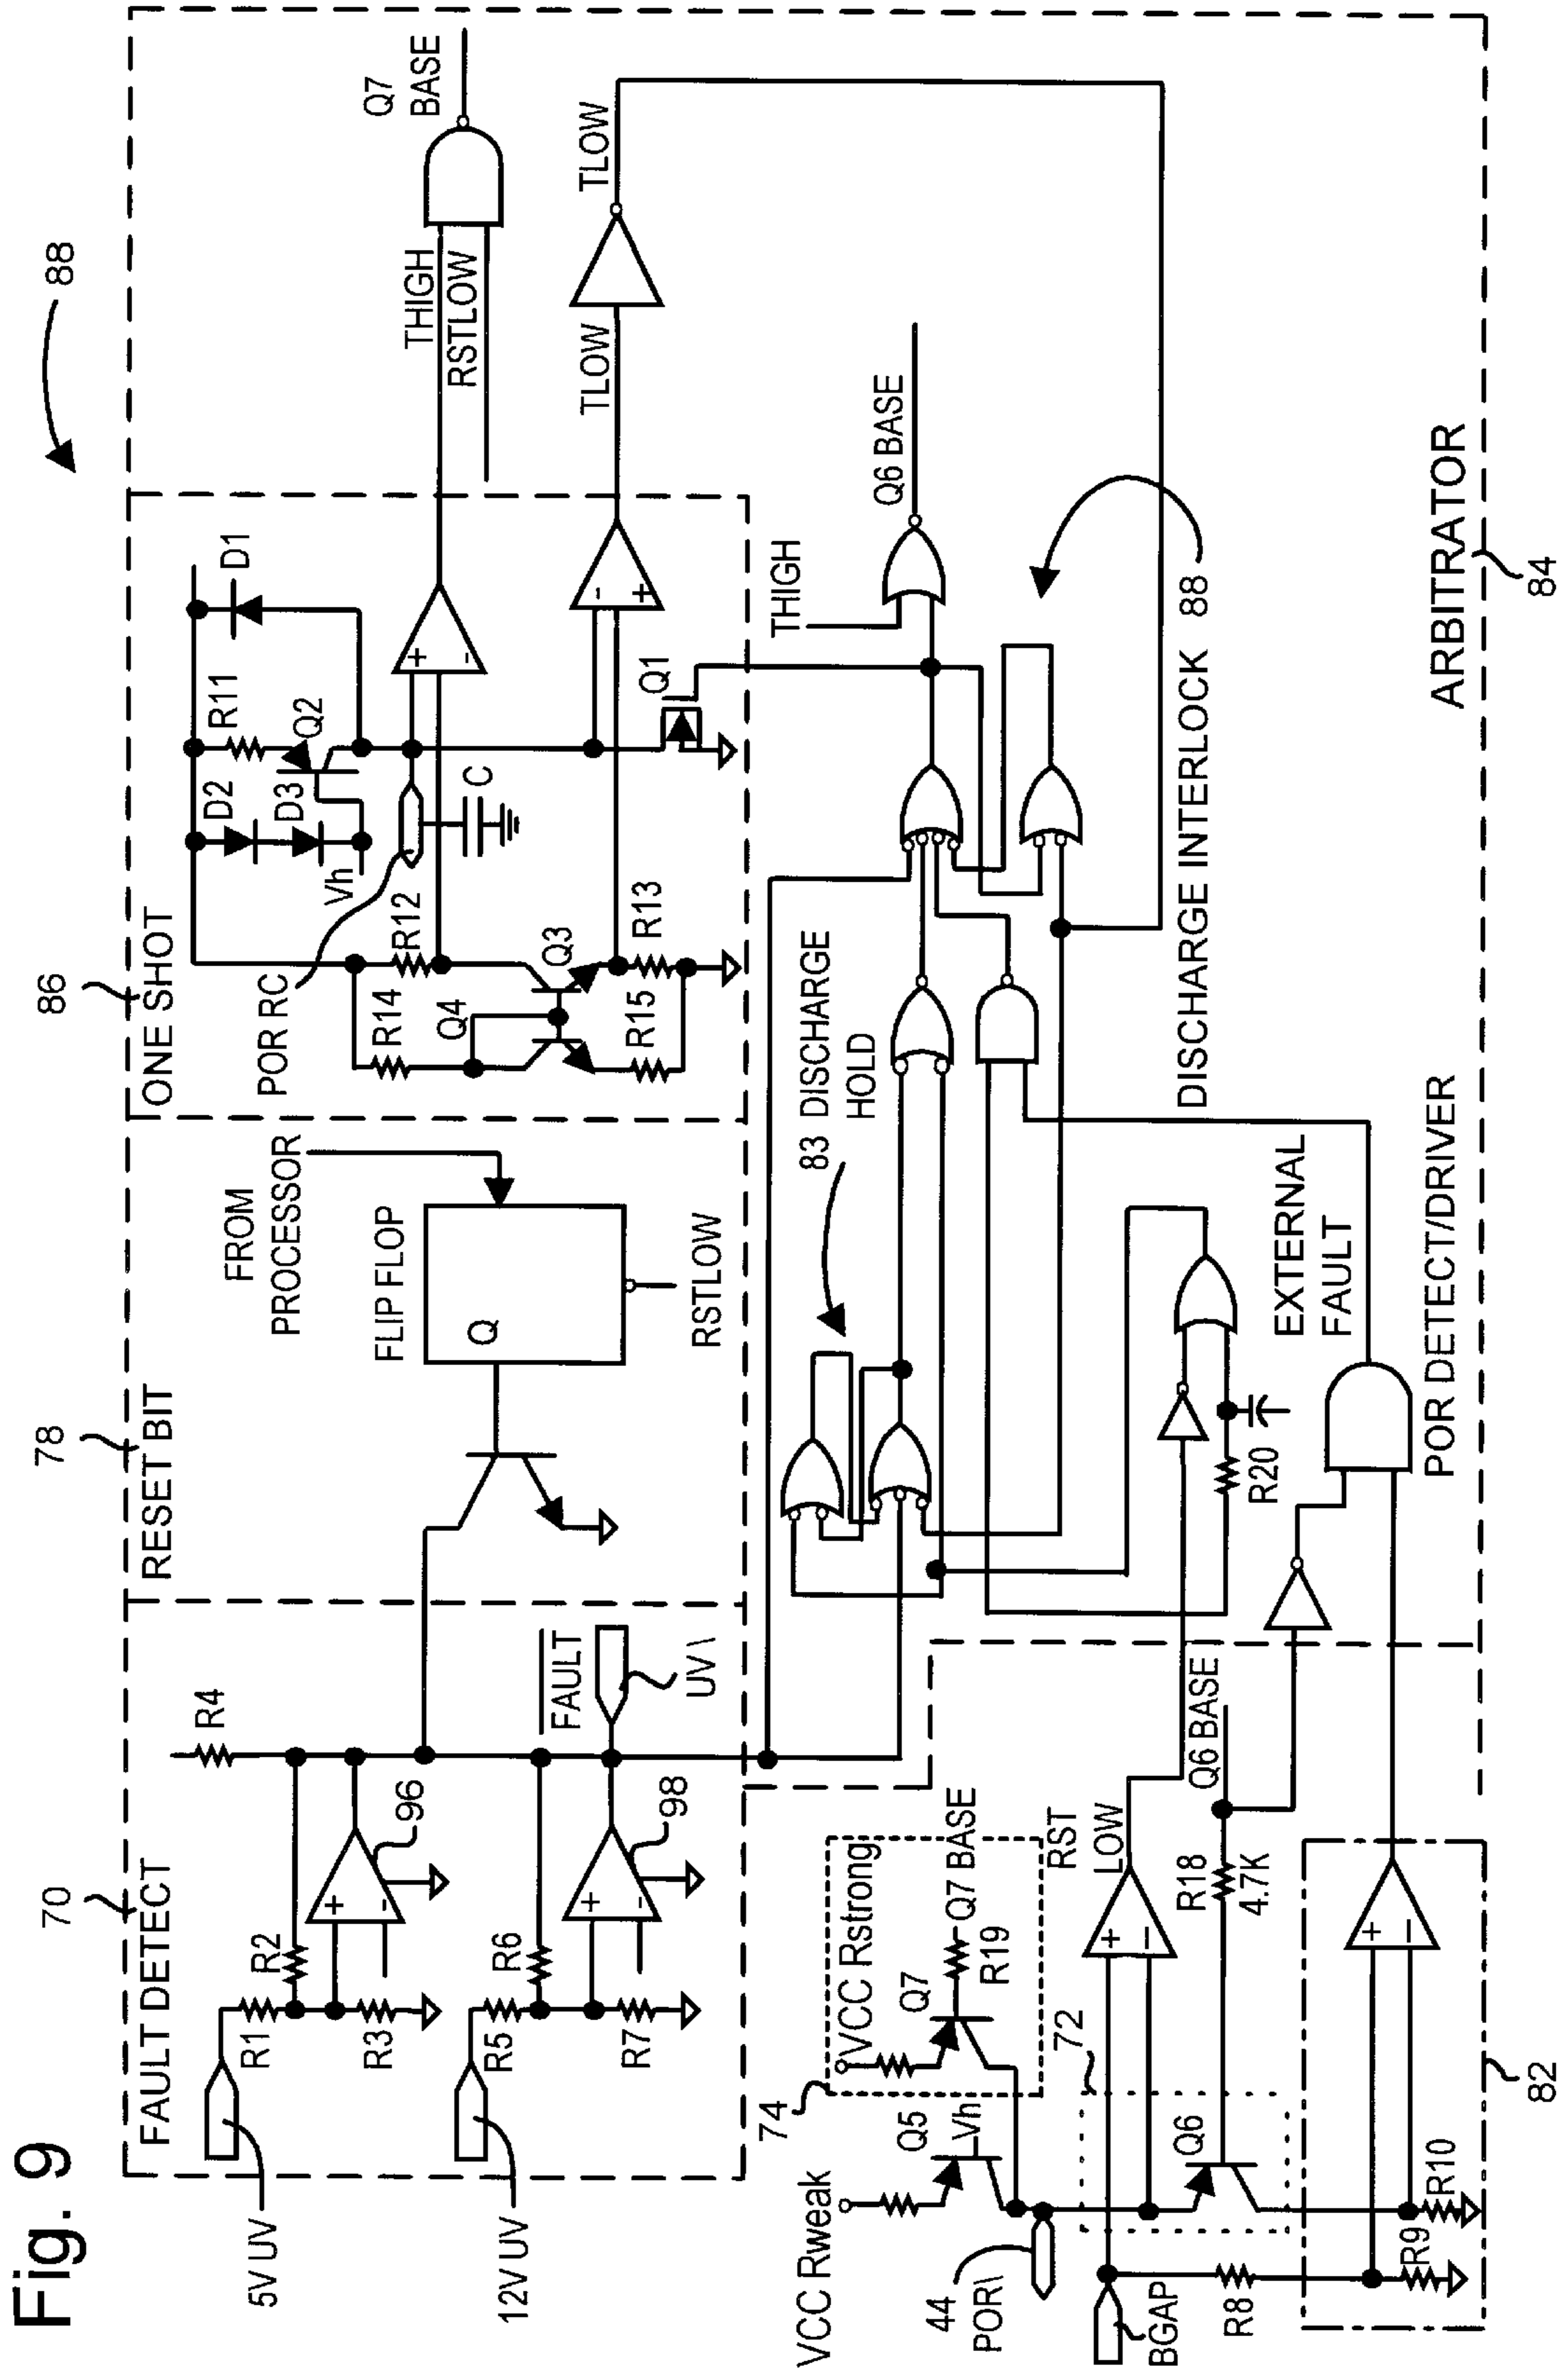 Fig. 9
88
70
78
86
FAULT DETECT
RESET BIT
ONE SHOT
5V UV
R1
R2
R3
R4
96
12V UV
R5
R6
R7
98
FAULT
UV \
FROM
PROCESSOR
FLIP FLOP
Q
RSTLOW
POR RC
R14
R12
Q4
Q3
R15
R13
Vh
D2
D3
R11
Q2
D1
C
Q1
+
-
+
-
+
-
-
+
THIGH
RSTLOW
Q7
BASE
TLOW
TLOW
THIGH
Q6 BASE
83 DISCHARGE
HOLD
DISCHARGE INTERLOCK 88
EXTERNAL
FAULT
R20
POR DETECT/DRIVER
ARBITRATOR
84
VCC Rweak
Q5
Vh
74
VCC Rstrong
Q7
Q7 BASE
R19
44
POR\
72
RST
LOW
+
-
Q6 BASE
R18
4.7K
Q6
BGAP
R8
R9
R10
+
-
82